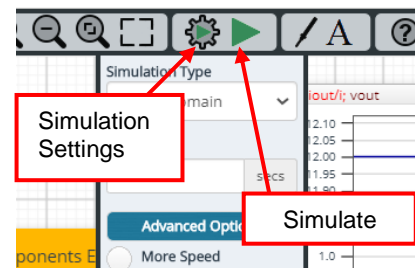 A
?
Simulation Type
omain
iout/i; vout
Simulation
Settings
12.10
12.05
12.00
11.95
11.90
secs
Simulate
Advanced Optio
ponents E
More Speed
1.0